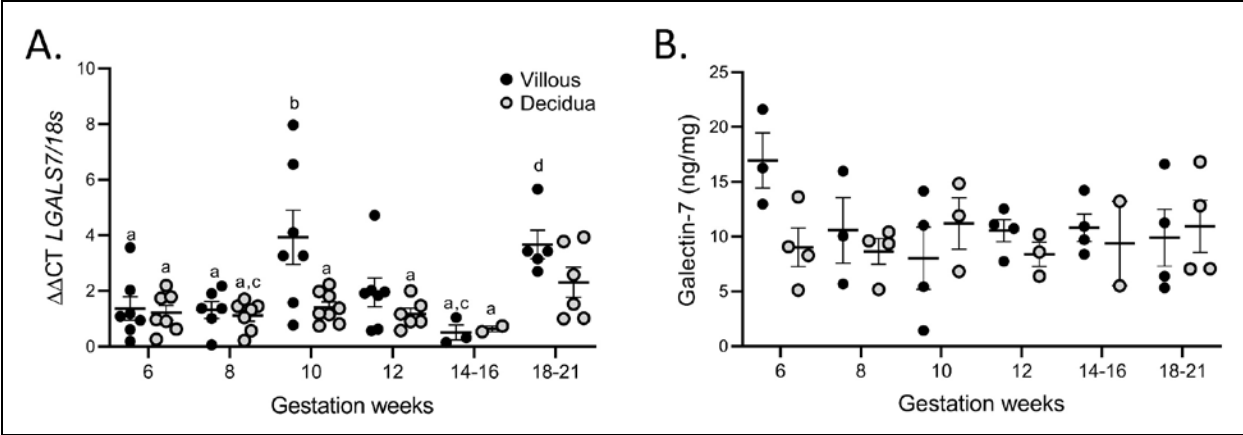 A.
ΔΔCT LGALS7/18s
10
8
6
4
2
0
Villous
Decidua
a
a
a
a,c
b
a
a
a,c
a
d
6
8
10
12
14-16
18-21
Gestation weeks
B.
Galectin-7 (ng/mg)
25
20
15
10
5
0
6
8
10
12
14-16
18-21
Gestation weeks